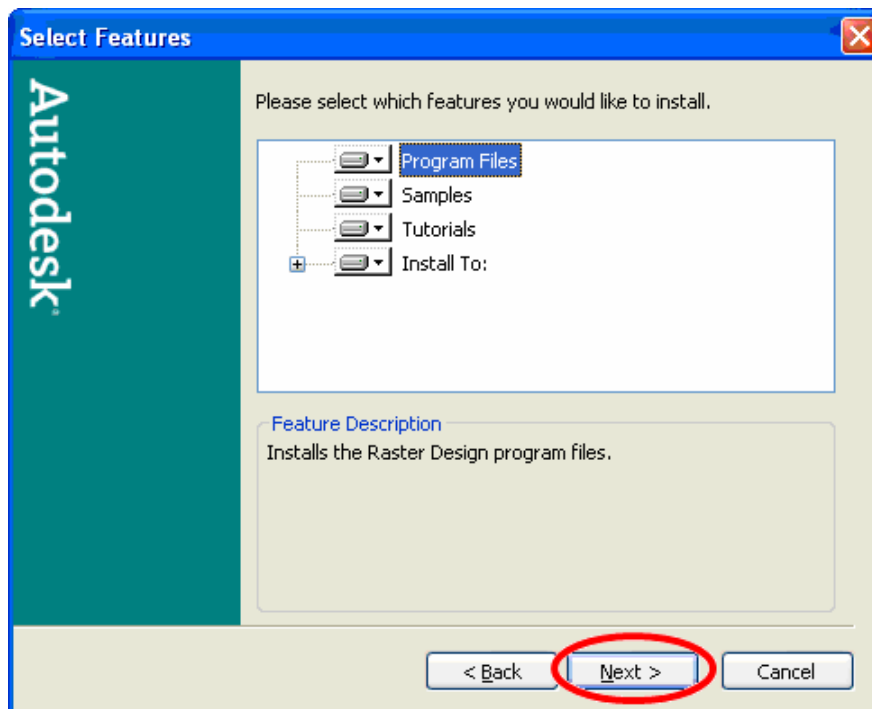 Select Features
Autodesk®
Please select which features you would like to install.
Program Files
Samples
Tutorials
Install To:
Feature Description
Installs the Raster Design program files.
< Back
Next >
Cancel